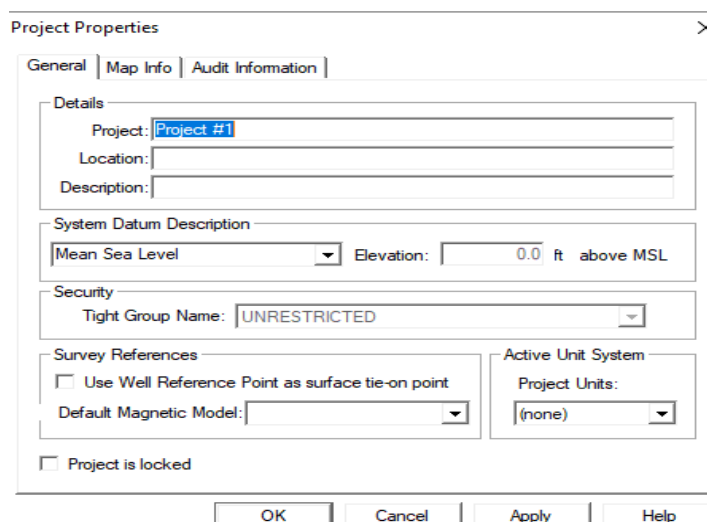 Project Properties
General Map Info Audit Information
Details
Project: Project #1
Location:
Description:
System Datum Description
Mean Sea Level Elevation: 0.0 ft above MSL
Security
Tight Group Name: UNRESTRICTED
Survey References Active Unit System
Use Well Reference Point as surface tie-on point Project Units:
Default Magnetic Model: (none)
Project is locked
OK Cancel Apply Help